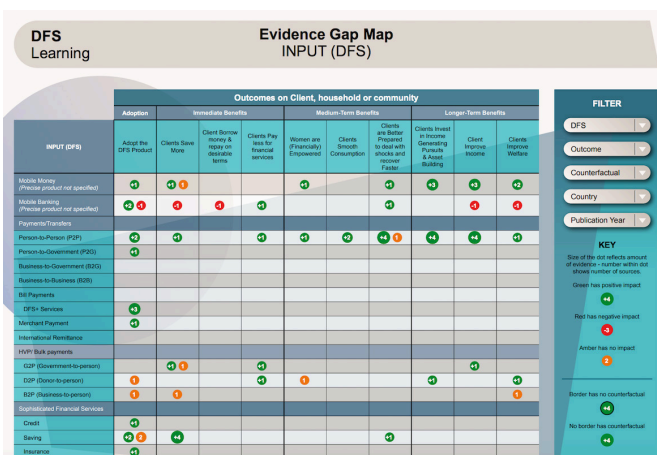 DFS
Learning
Evidence Gap Map
INPUT (DFS)
Outcomes on Client, household or community
Adoption
Immediate Benefits
Medium-Term Benefits
Longer-Term Benefits
INPUT (DFS)
Adopt the
DFS Product
Clients Save
More
Client Borrow
money &
repay on
desirable
terms
Clients Pay
less for
financial
services
Women are
(Financially)
Empowered
Clients
Smooth
Consumption
Clients
are Better
Prepared
to deal with
shocks and
recover
Faster
Clients Invest
in Income
Generating
Pursuits
& Asset
Building
Client
Improve
income
Clients
Improve
Welfare
Mobile Money
(Precise product not specified)
+1 +1 1 +1 +1 +3 +3 +2
Mobile Banking
(Precise product not specified)
+2 -1 -1 -1 +1 +1 -1 -1
Payments/Transfers
Person-to-Person (P2P) +2 +1 +1 +1 +2 +4 1 +4 +4 +1
Person-to-Government (P2G) +1
Business-to-Government (B2G)
Business-to-Business (B2B)
Bill Payments
DFS+ Services +3
Merchant Payment +1
International Remittance
HVP/ Bulk payments
G2P (Government-to-person) +1 1 +1 +1
D2P (Donor-to-person) 1 +1 1 +1 +1
B2P (Business-to-person) 1 1 1
Sophisticated Financial Services
Credit +1
Saving +2 2 +4 +1
Insurance +1
FILTER
DFS
Outcome
Counterfactual
Country
Publication Year
KEY
Size of the dot reflects amount
of evidence - number within dot
shows number of sources.
Green has positive impact
+4
Red has negative impact
-3
Amber has no impact
2
Border has no counterfactual
+4
No border has counterfactual
+4